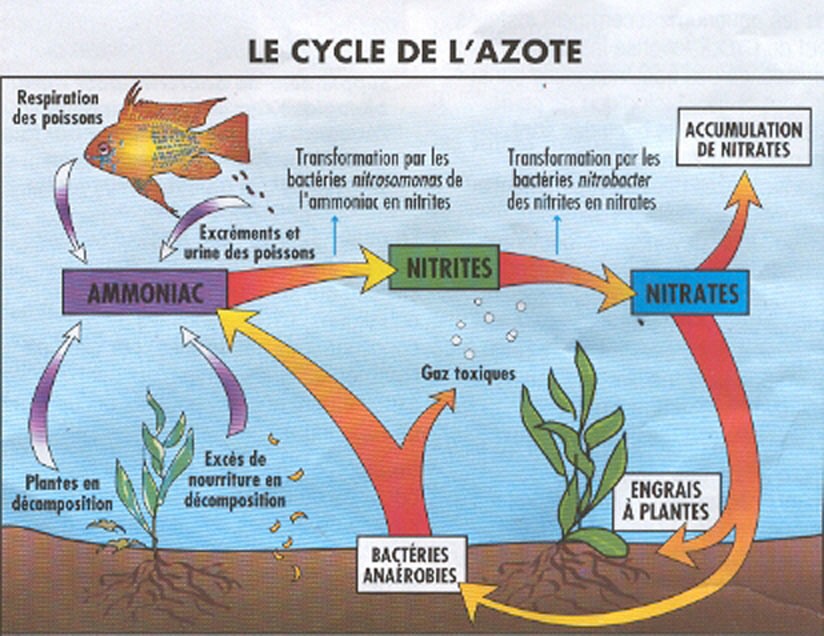 LE CYCLE DE L'AZOTE
Respiration
des poissons
Transformation par les
bactéries nitrosomonas de
l'ammoniac en nitrites
Transformation par les
bactéries nitrobacter
des nitrites en nitrates
ACCUMULATION
DE NITRATES
Excréments et
urine des poissons
AMMONIAC
NITRITES
NITRATES
Gaz toxiques
Plantes en
décomposition
Excès de
nourriture en
décomposition
ENGRAIS
À PLANTES
BACTÉRIES
ANAÉROBIES